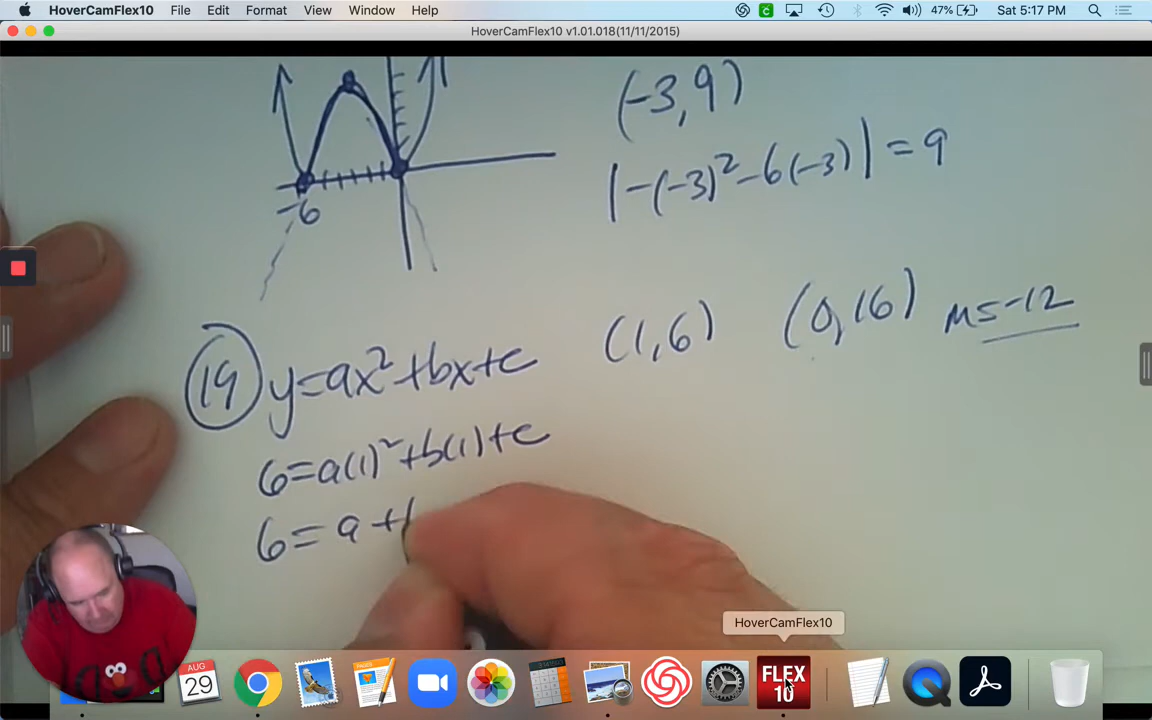 HoverCamFlex10 File Edit Format View Window Help 47% Sat 5:17 PM
HoverCamFlex10 v1.01.018(11/11/2015)
(-3,9)
|-(-3)²-6(-3)|=9
-6
(1,6) (0,16) m=-12
19 y=ax²+bx+c
6=a(1)²+b(1)+c
6=a+
HoverCamFlex10
AUG
29
PAGES
FLEX
10